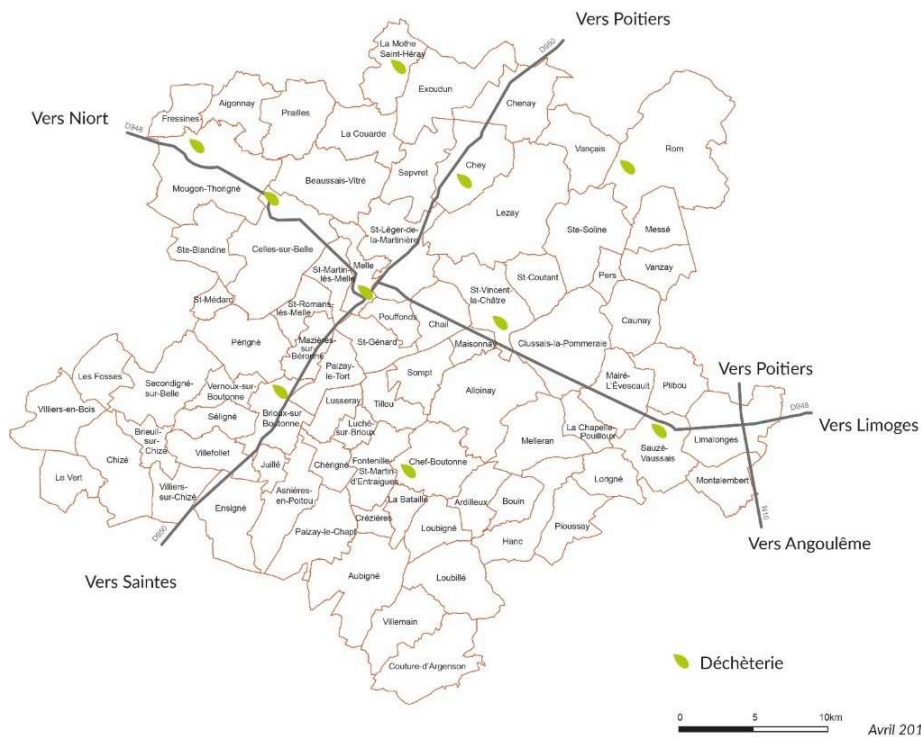 Vers Poitiers
D950
La Mothe
Saint-Héray
Exoudun
Chenay
Vers Niort
D948
Fressines
Aigonnay
Prailles
La Couarde
Vançais
Rom
Mougon-Thorigné
Beaussais-Vitré
Sepvret
Chey
Lezay
Ste-Soline
Messé
Ste-Blandine
Celles-sur-Belle
St-Léger-de-
la-Martinière
Melle
St-Martin-
lès-Melle
St-Vincent-
la-Châtre
St-Coutant
Pers
Vanzay
St-Médard
St-Romans-
lès-Melle
Pouffonds
Chail
Maisonnay
Clussais-la-Pommeraie
Caunay
Périgné
Mazières-
sur-
Béronne
St-Génard
Paizay-
le-Tort
Sompt
Alloinay
Mairé-
L'Évescault
Plibou
Vers Poitiers
Les Fosses
Secondigné-
sur-Belle
Vernoux-sur-
Boutonne
Brioux-sur
Boutonne
Lusseray
Tillou
Villiers-en-Bois
Séligné
Luché-
sur-Brioux
Melleran
La Chapelle-
Pouilloux
Sauzé-
Vaussais
Limalonges
D948
Vers Limoges
Brieuil-
sur-
Chizé
Chizé
Villefollet
Le Vert
Villiers-
sur-Chizé
Juillé
Chérigné
Fontenille-
St-Martin-
d'Entraigues
Chef-Boutonne
Lorigné
Montalembert
Ensigné
Asnières-
en-Poitou
La Bataille
Ardilleux
Bouin
D950
Paizay-le-Chapt
Crézières
Loubigné
Hanc
Pioussay
N10
Vers Angoulême
Vers Saintes
Aubigné
Loubillé
Villemain
Couture-d'Argenson
Déchèterie
0
5
10km
Avril 201